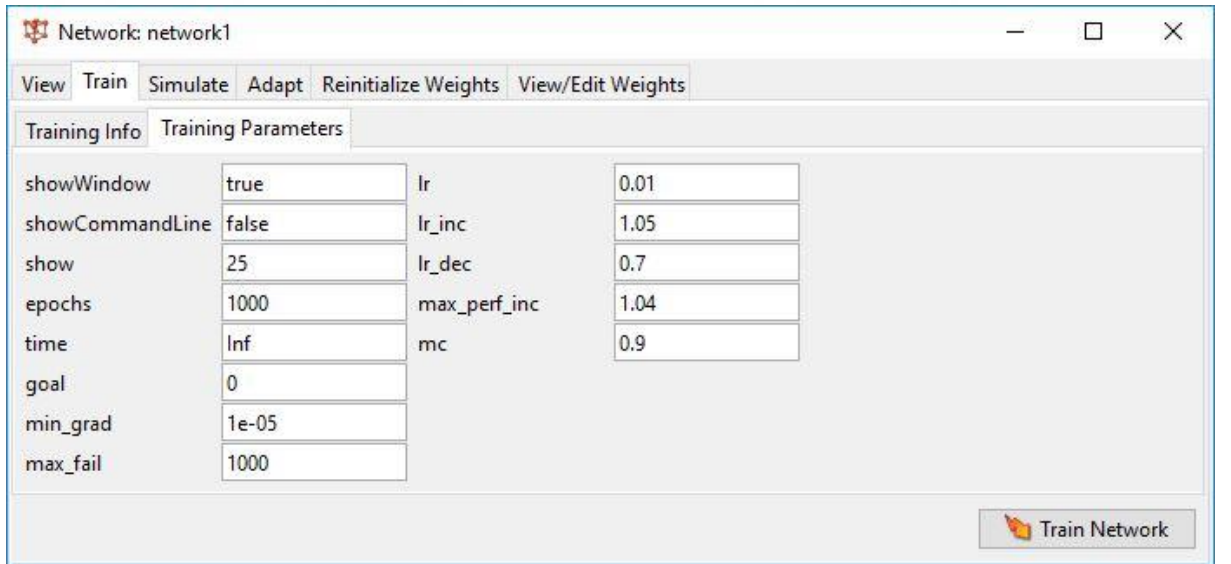 Network: network1
View Train Simulate Adapt Reinitialize Weights View/Edit Weights
Training Info Training Parameters
showWindow true lr 0.01
showCommandLine false lr_inc 1.05
show 25 lr_dec 0.7
epochs 1000 max_perf_inc 1.04
time Inf mc 0.9
goal 0
min_grad 1e-05
max_fail 1000
Train Network